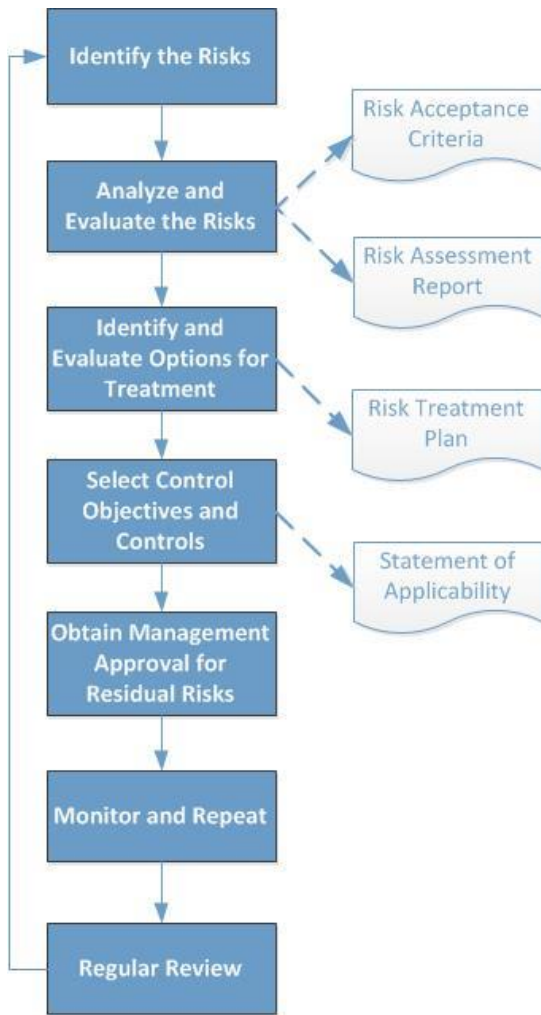 Identify the Risks
Risk Acceptance
Criteria
Analyze and
Evaluate the Risks
Risk Assessment
Report
Identify and
Evaluate Options for
Treatment
Risk Treatment
Plan
Select Control
Objectives and
Controls
Statement of
Applicability
Obtain Management
Approval for
Residual Risks
Monitor and Repeat
Regular Review